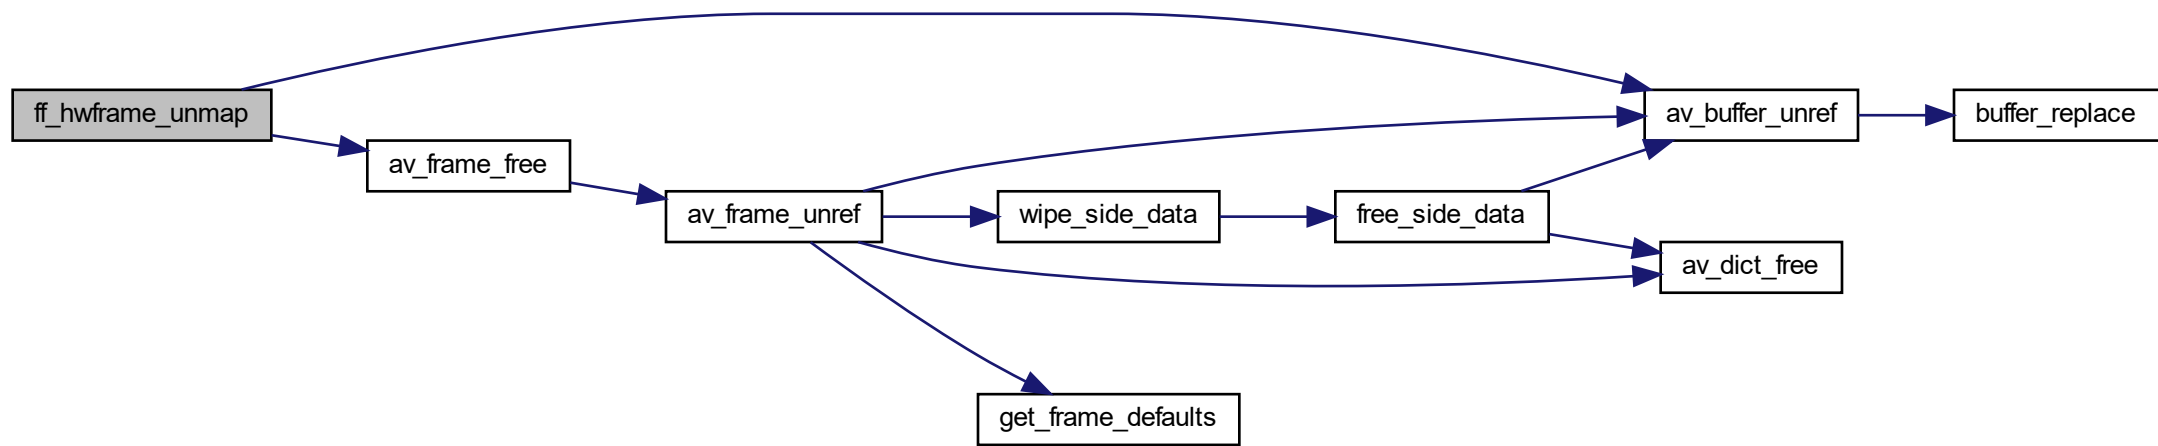 ff_hwframe_unmap
av_frame_free
av_frame_unref
wipe_side_data
free_side_data
av_buffer_unref
buffer_replace
av_dict_free
get_frame_defaults